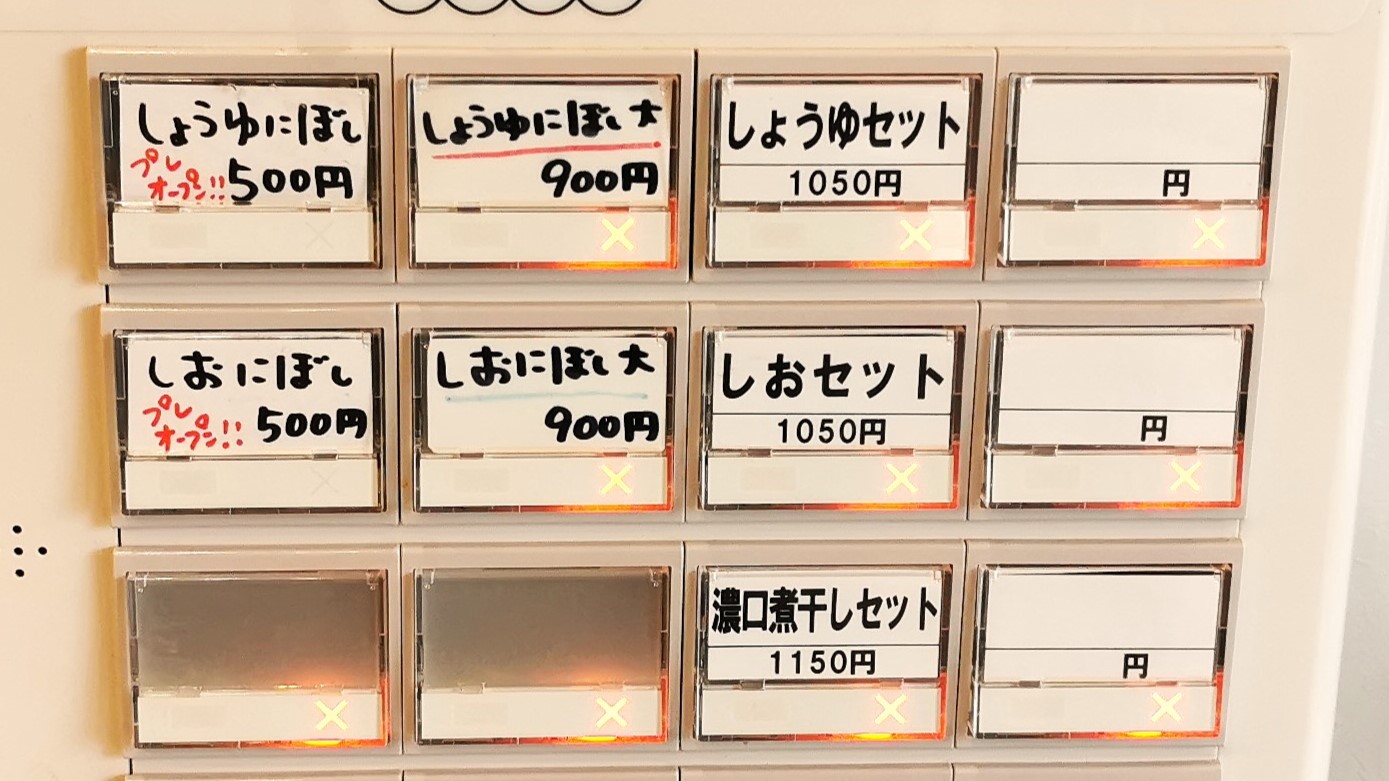 しょうゆにぼし
プレ
オープン!!
500円
しょうゆにぼし 大
900円
しょうゆセット
1050円
円
しおにぼし
プレ
オープン!!
500円
しおにぼし 大
900円
しおセット
1050円
円
濃口煮干しセット
1150円
円